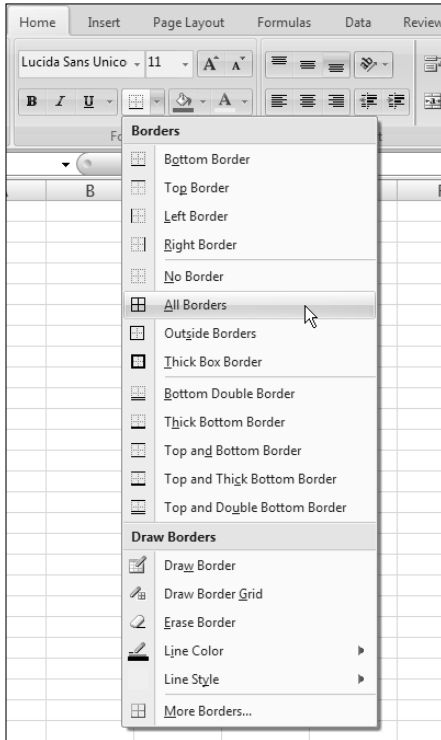 Home Insert Page Layout Formulas Data Review
Lucida Sans Unico 11 A A
B I U A
Fo t
Borders
B
Bottom Border
Top Border
Left Border
Right Border
No Border
All Borders
Outside Borders
Thick Box Border
Bottom Double Border
Thick Bottom Border
Top and Bottom Border
Top and Thick Bottom Border
Top and Double Bottom Border
Draw Borders
Draw Border
Draw Border Grid
Erase Border
Line Color
Line Style
More Borders...